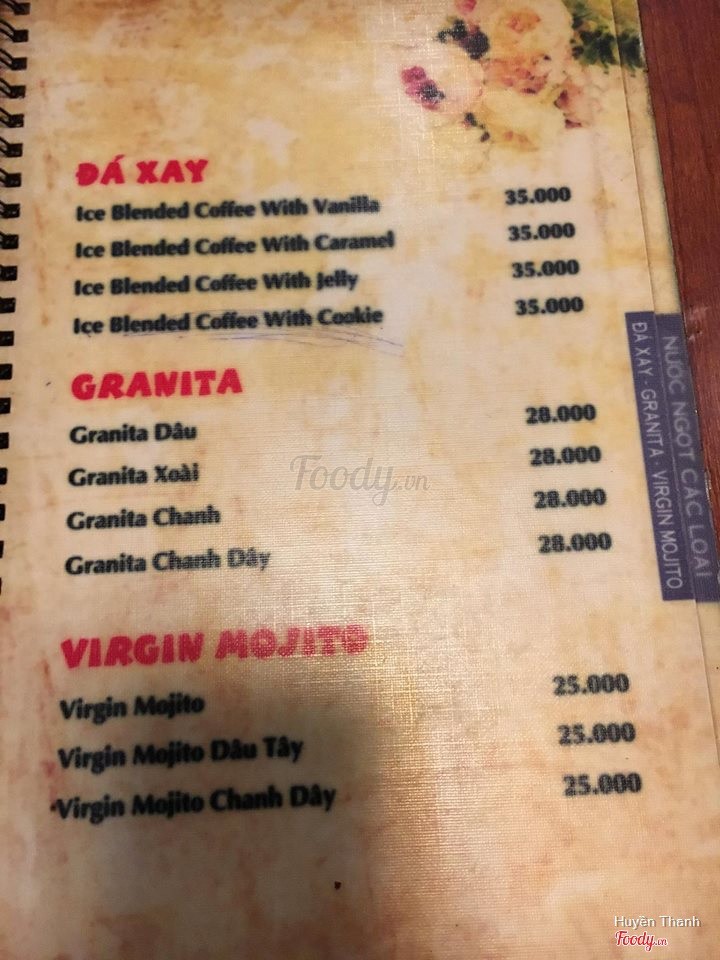 ĐÁ XAY
Ice Blended Coffee With Vanilla 35.000
Ice Blended Coffee With Caramel 35.000
Ice Blended Coffee With Jelly 35.000
Ice Blended Coffee With Cookie 35.000
GRANITA
Granita Dâu 28.000
Granita Xoài 28.000
Granita Chanh 28.000
Granita Chanh Dây 28.000
VIRGIN MOJITO
Virgin Mojito 25.000
Virgin Mojito Dâu Tây 25.000
Virgin Mojito Chanh Dây 25.000
ĐÁ XAY - GRANITA - VIRGIN MOJITO
NƯỚC NGỌT CÁC LOẠI
Foody.vn
Huyền Thanh
Foody.vn